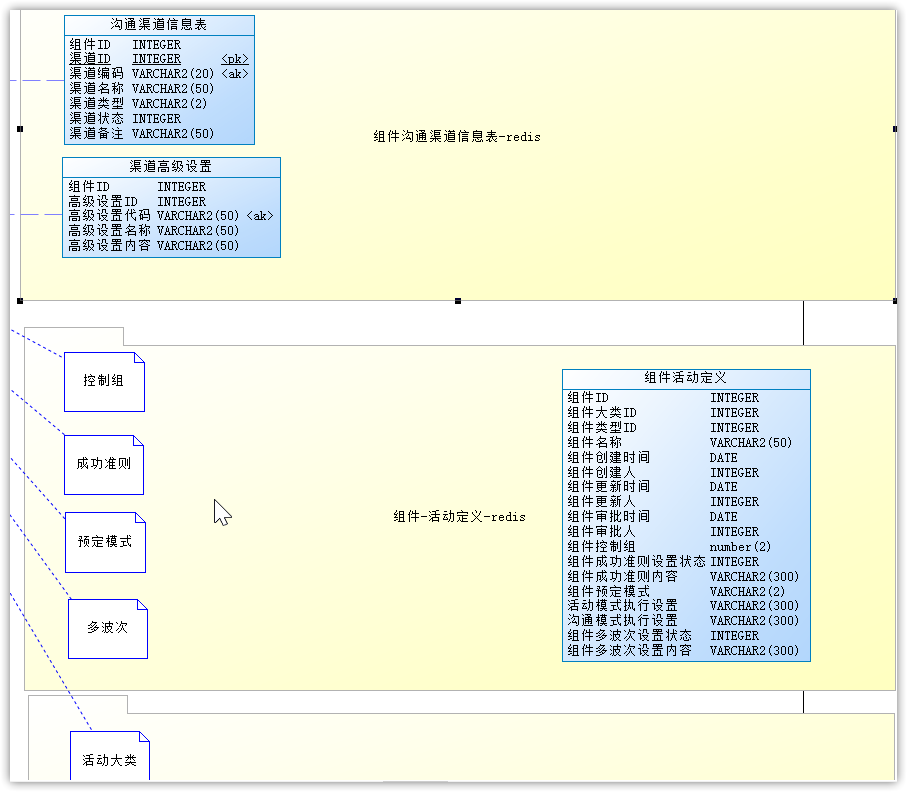 沟通渠道信息表
组件ID INTEGER
渠道ID INTEGER <pk>
渠道编码 VARCHAR2(20) <ak>
渠道名称 VARCHAR2(50)
渠道类型 VARCHAR2(2)
渠道状态 INTEGER
渠道备注 VARCHAR2(50)
组件沟通渠道信息表-redis
渠道高级设置
组件ID INTEGER
高级设置ID INTEGER
高级设置代码 VARCHAR2(50) <ak>
高级设置名称 VARCHAR2(50)
高级设置内容 VARCHAR2(50)
控制组
成功准则
预定模式
多波次
组件-活动定义-redis
组件活动定义
组件ID INTEGER
组件大类ID INTEGER
组件类型ID INTEGER
组件名称 VARCHAR2(50)
组件创建时间 DATE
组件创建人 INTEGER
组件更新时间 DATE
组件更新人 INTEGER
组件审批时间 DATE
组件审批人 INTEGER
组件控制组 number(2)
组件成功准则设置状态 INTEGER
组件成功准则内容 VARCHAR2(300)
组件预定模式 VARCHAR2(2)
活动模式执行设置 VARCHAR2(300)
沟通模式执行设置 VARCHAR2(300)
组件多波次设置状态 INTEGER
组件多波次设置内容 VARCHAR2(300)
活动大类